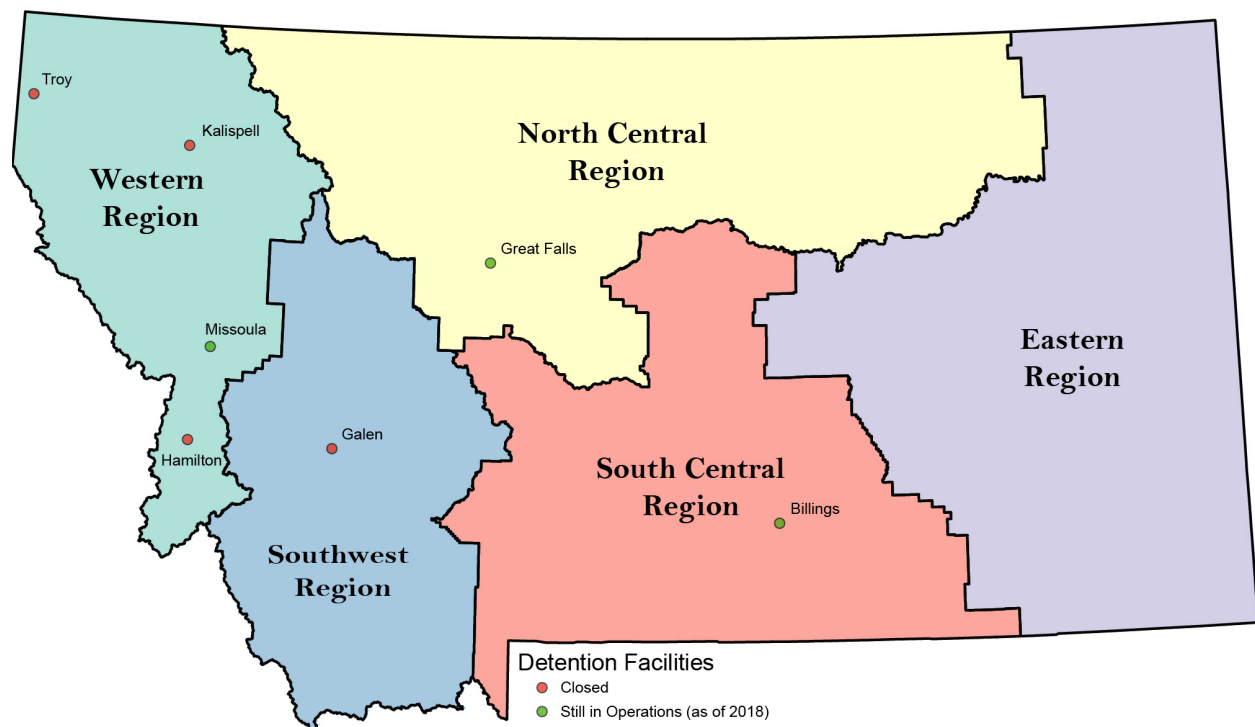 Troy
Kalispell
North Central
Region
Western
Region
Great Falls
Missoula
Eastern
Region
Galen
Hamilton
South Central
Region
Billings
Southwest
Region
Detention Facilities
Closed
Still in Operations (as of 2018)